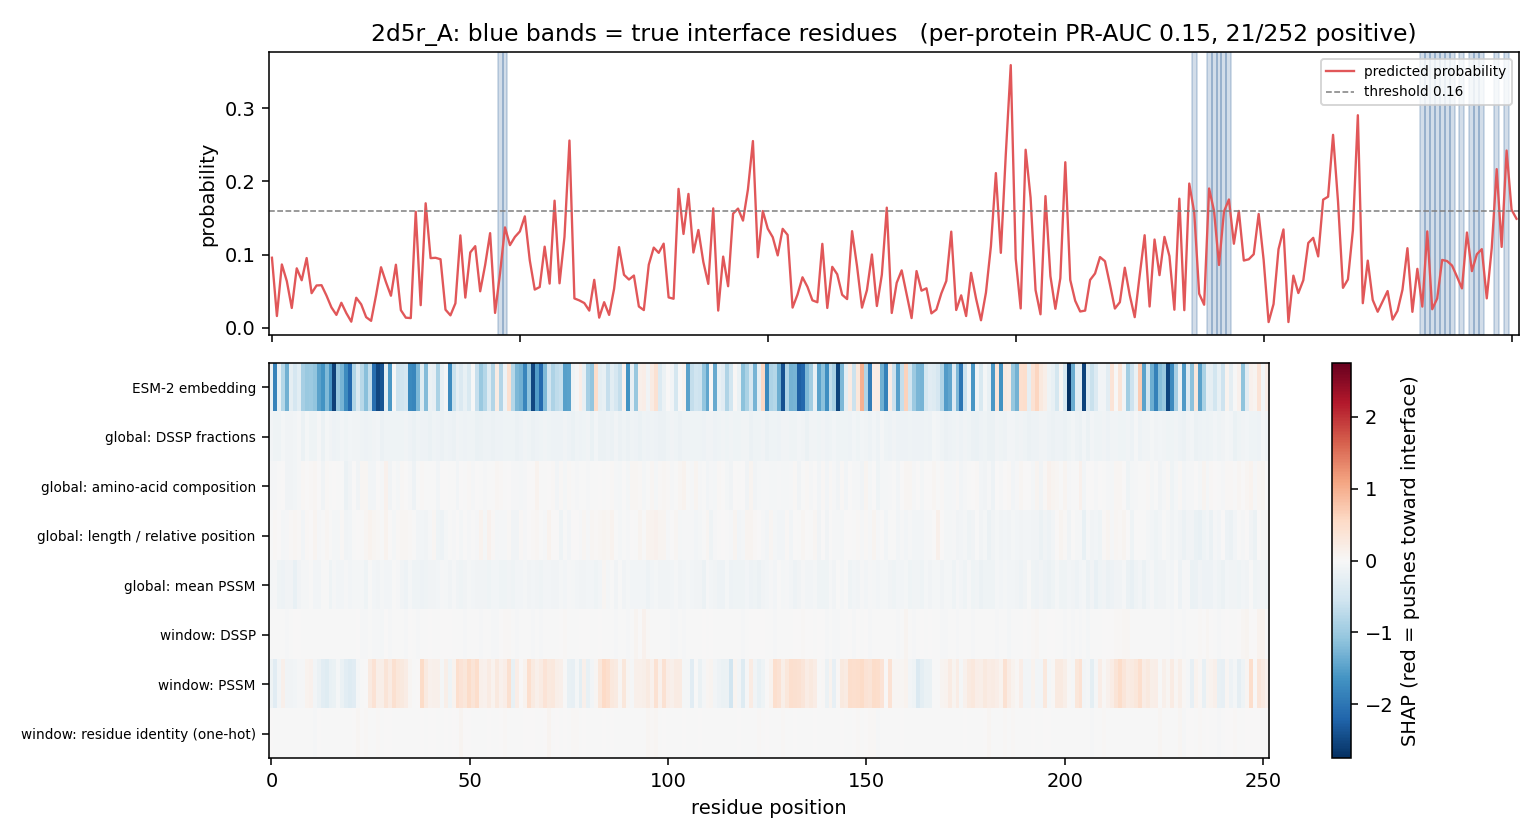 2d5r_A: blue bands = true interface residues (per-protein PR-AUC 0.15, 21/252 positive)
predicted probability
threshold 0.16
probability
0.3
0.2
0.1
0.0
ESM-2 embedding
global: DSSP fractions
global: amino-acid composition
global: length / relative position
global: mean PSSM
window: DSSP
window: PSSM
window: residue identity (one-hot)
0 50 100 150 200 250
residue position
2
1
0
−1
−2
SHAP (red = pushes toward interface)